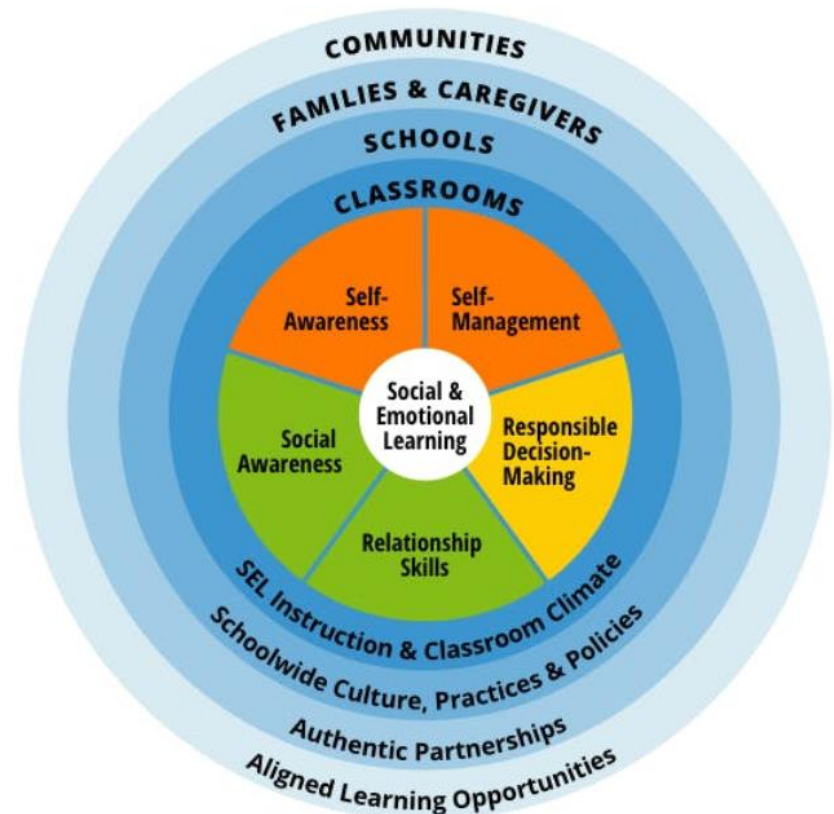 COMMUNITIES
FAMILIES & CAREGIVERS
SCHOOLS
CLASSROOMS
Self-
Awareness
Self-
Management
Social &
Emotional
Learning
Social
Awareness
Responsible
Decision-
Making
Relationship
Skills
SEL Instruction & Classroom Climate
Schoolwide Culture, Practices & Policies
Authentic Partnerships
Aligned Learning Opportunities